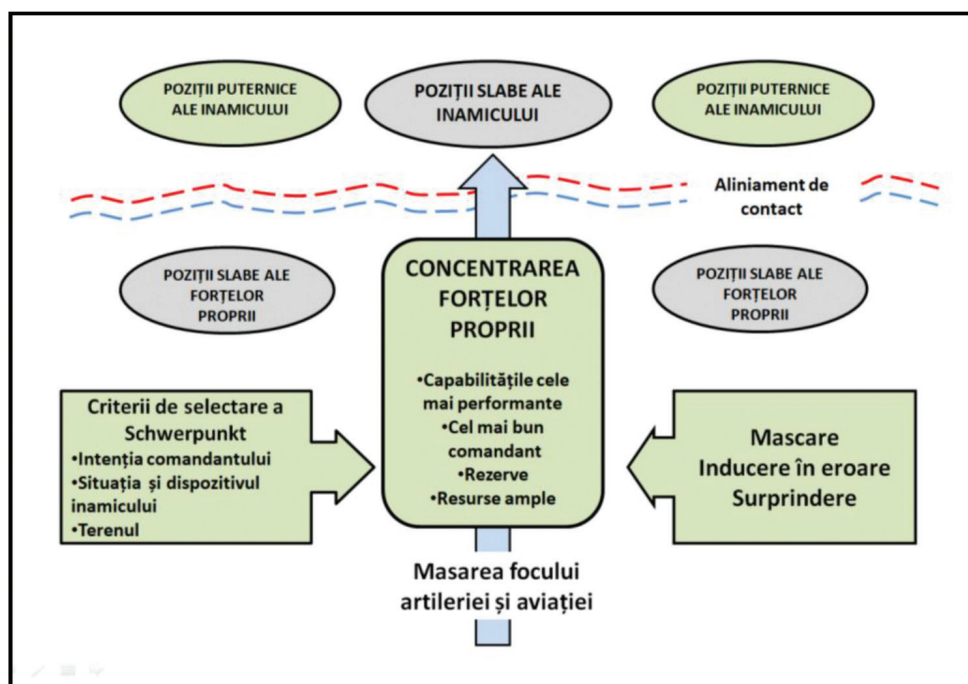 POZIȚII PUTERNICE
ALE INAMICULUI
POZIȚII SLABE ALE
INAMICULUI
POZIȚII PUTERNICE
ALE INAMICULUI
Aliniament de
contact
POZIȚII SLABE ALE
FORȚELOR
PROPRII
CONCENTRAREA
FORȚELOR
PROPRII
•Capabilitățile cele
mai performante
•Cel mai bun
comandant
•Rezerve
•Resurse ample
POZIȚII SLABE ALE
FORȚELOR
PROPRII
Criterii de selectare a
Schwerpunkt
•Intenția comandantului
•Situația și dispozitivul
inamicului
•Terenul
Mascare
Inducere în eroare
Surprindere
Masarea focului
artileriei și aviației